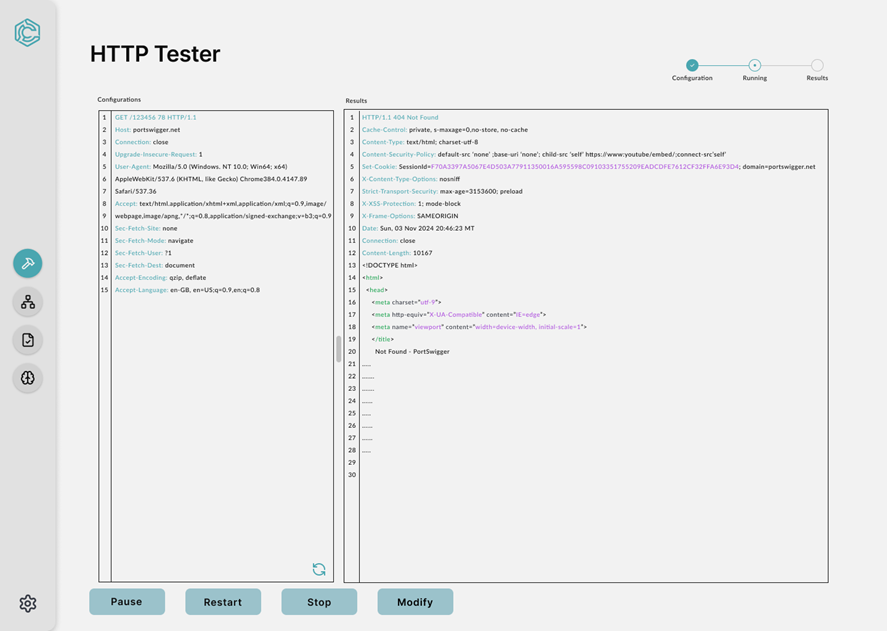 HTTP Tester
Configuration
Running
Results
Configurations
1 GET /123456 78 HTTP/1.1
2 Host: portswigger.net
3 Connection: close
4 Upgrade-Insecure-Request: 1
5 User-Agent: Mozilla/5.0 (Windows. NT 10.0; Win64; x64)
6 AppleWebKit/537.6 (KHTML, like Gecko) Chrome384.0.4147.89
7 Safari/537.36
8 Accept: text/html,application/xhtml+xml,application/xml;q=0.9,image/
9 webpage,image/apng,*/*;q=0.8,application/signed-exchange;v=b3;q=0.9
10 Sec-Fetch-Site: none
11 Sec-Fetch-Mode: navigate
12 Sec-Fetch-User: ?1
13 Sec-Fetch-Dest: document
14 Accept-Encoding: qzip, deflate
15 Accept-Language: en-GB, en=US;q=0.9,en;q=0.8
Results
1 HTTP/1.1 404 Not Found
2 Cache-Control: private, s-maxage=0,no-store, no-cache
3 Content-Type: text/html; charset-utf-8
4 Content-Security-Policy: default-src 'none' ;base-uri 'none'; child-src 'self' https://www.youtube/embed/;connect-src'self'
5 Set-Cookie: SessionId=F70A3397A5067E4D503A77911350016A595598C09103351755209EADCDFE7612CF32FFA6E93D4; domain=portswigger.net
6 X-Content-Type-Options: nosniff
7 Strict-Transport-Security: max-age=3153600; preload
8 X-XSS-Protection: 1; mode-block
9 X-Frame-Options: SAMEORIGIN
10 Date: Sun, 03 Nov 2024 20:46:23 MT
11 Connection: close
12 Content-Length: 10167
13 <!DOCTYPE html>
14 <html>
15 <head>
16 <meta charset="utf-9">
17 <meta http-equiv="X-UA-Compatible" content="IE=edge">
18 <meta name="viewport" content="width=device-width, initial-scale=1">
19 </title>
20 Not Found - PortSwigger
21 .....
22 .......
23 .......
24 ......
25 .....
26 ......
27 ......
28 .....
29
30
Pause
Restart
Stop
Modify